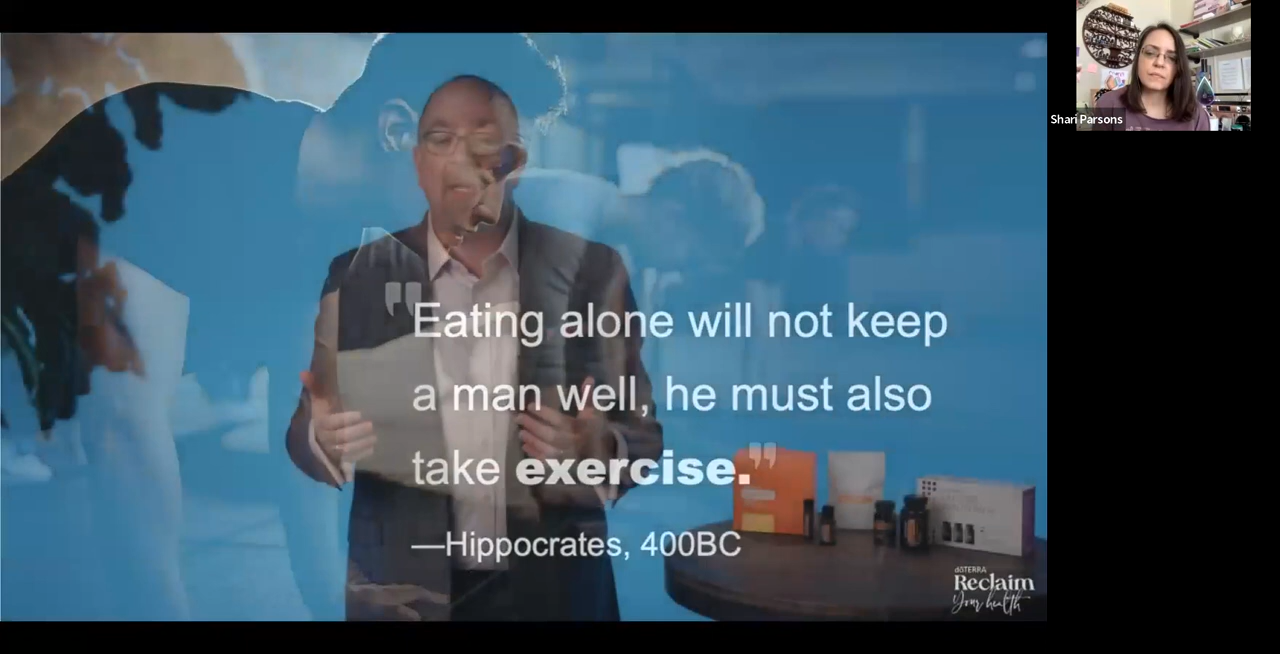 Shari Parsons
"Eating alone will not keep
a man well, he must also
take exercise."
—Hippocrates, 400BC
dōTERRA
Reclaim
Your health